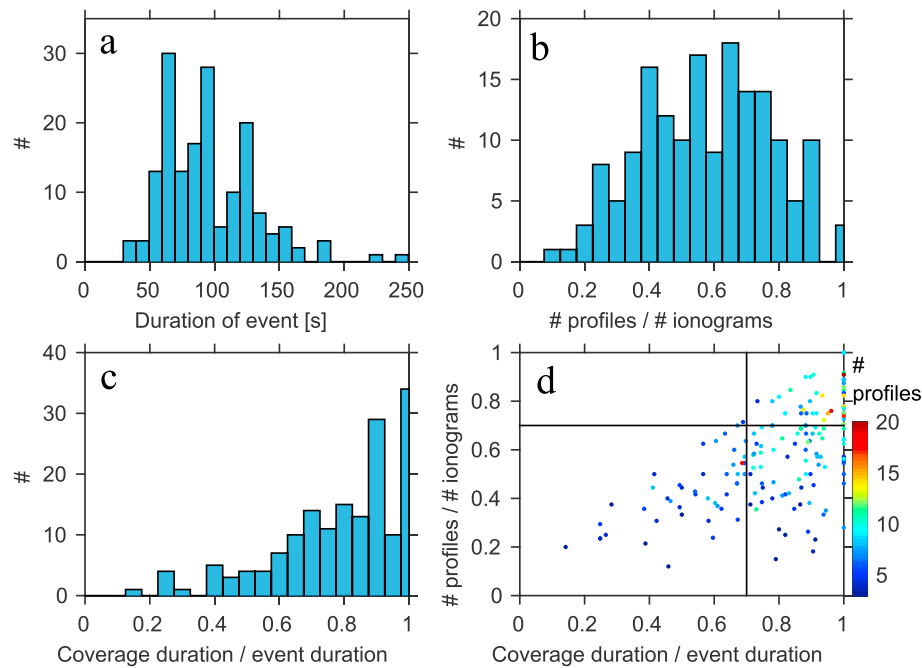 a
#
30
20
10
0
0 50 100 150 200 250
Duration of event [s]
b
#
20
15
10
5
0
0 0.2 0.4 0.6 0.8 1
# profiles / # ionograms
c
#
40
30
20
10
0
0 0.2 0.4 0.6 0.8 1
Coverage duration / event duration
d
# profiles / # ionograms
1
0.8
0.6
0.4
0.2
0
0 0.2 0.4 0.6 0.8 1
Coverage duration / event duration
#
profiles
20
15
10
5